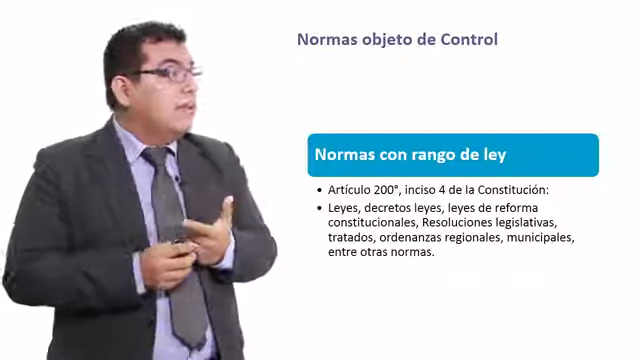 Normas objeto de Control
Normas con rango de ley
• Artículo 200°, inciso 4 de la Constitución:
• Leyes, decretos leyes, leyes de reforma
constitucionales, Resoluciones legislativas,
tratados, ordenanzas regionales, municipales,
entre otras normas.